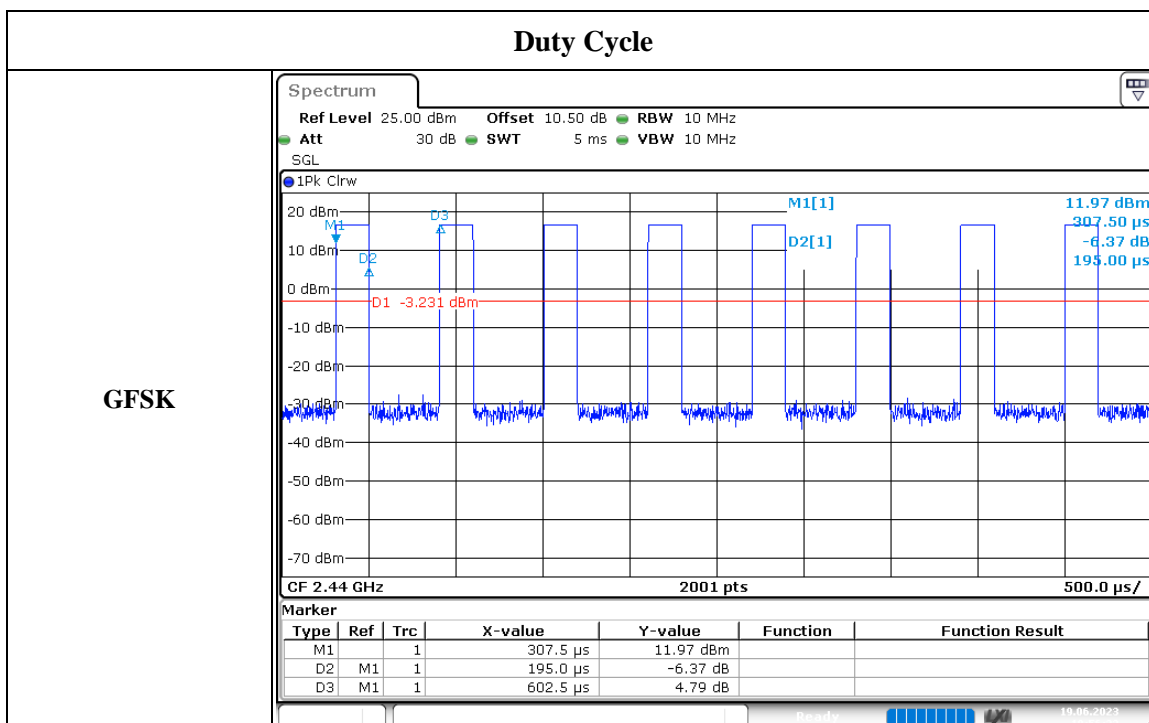 Duty Cycle
GFSK
Spectrum
Ref Level 25.00 dBm Offset 10.50 dB RBW 10 MHz
Att 30 dB SWT 5 ms VBW 10 MHz
SGL
1Pk Clrw
M1[1] 11.97 dBm
307.50 µs
D2[1] -6.37 dB
195.00 µs
20 dBm
D3
M1
10 dBm
D2
0 dBm
D1 -3.231 dBm
-10 dBm
-20 dBm
-30 dBm
-40 dBm
-50 dBm
-60 dBm
-70 dBm
CF 2.44 GHz 2001 pts 500.0 µs/
Marker
Type Ref Trc X-value Y-value Function Function Result
M1 1 307.5 µs 11.97 dBm
D2 M1 1 195.0 µs -6.37 dB
D3 M1 1 602.5 µs 4.79 dB
Ready LXI 19.06.2023